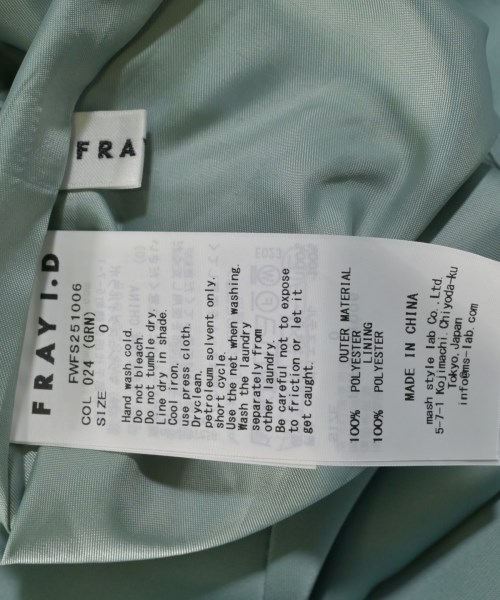 FRA
FRAY I.D
FWFS251006
COL 024 (GRN)
SIZE 0
Hand wash cold.
Do not bleach.
Do not tumble dry.
Line dry in shade.
Cool iron.
use press cloth.
Dryclean
petroleum solvent only.
short cycle.
Use the net when washing.
Wash the laundry
separately from
other laundry.
Be careful not to expose
to friction or let it
get caught.
OUTER MATERIAL
100% POLYESTER
LINING
100% POLYESTER
MADE IN CHINA
mash style lab Co.,Ltd.
5-7-1 Kojimachi, Chiyoda-ku
Tokyo, Japan
info@ms-lab.com